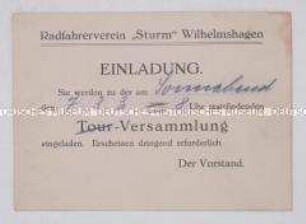 Radfahrerverein „Sturm“ Wilhelmshagen
EINLADUNG.
Sie werden zu der am Sonnabend
den Uhr stattfindenden
Tour-Versammlung
eingeladen. Erscheinen dringend erforderlich
Der Vorstand.